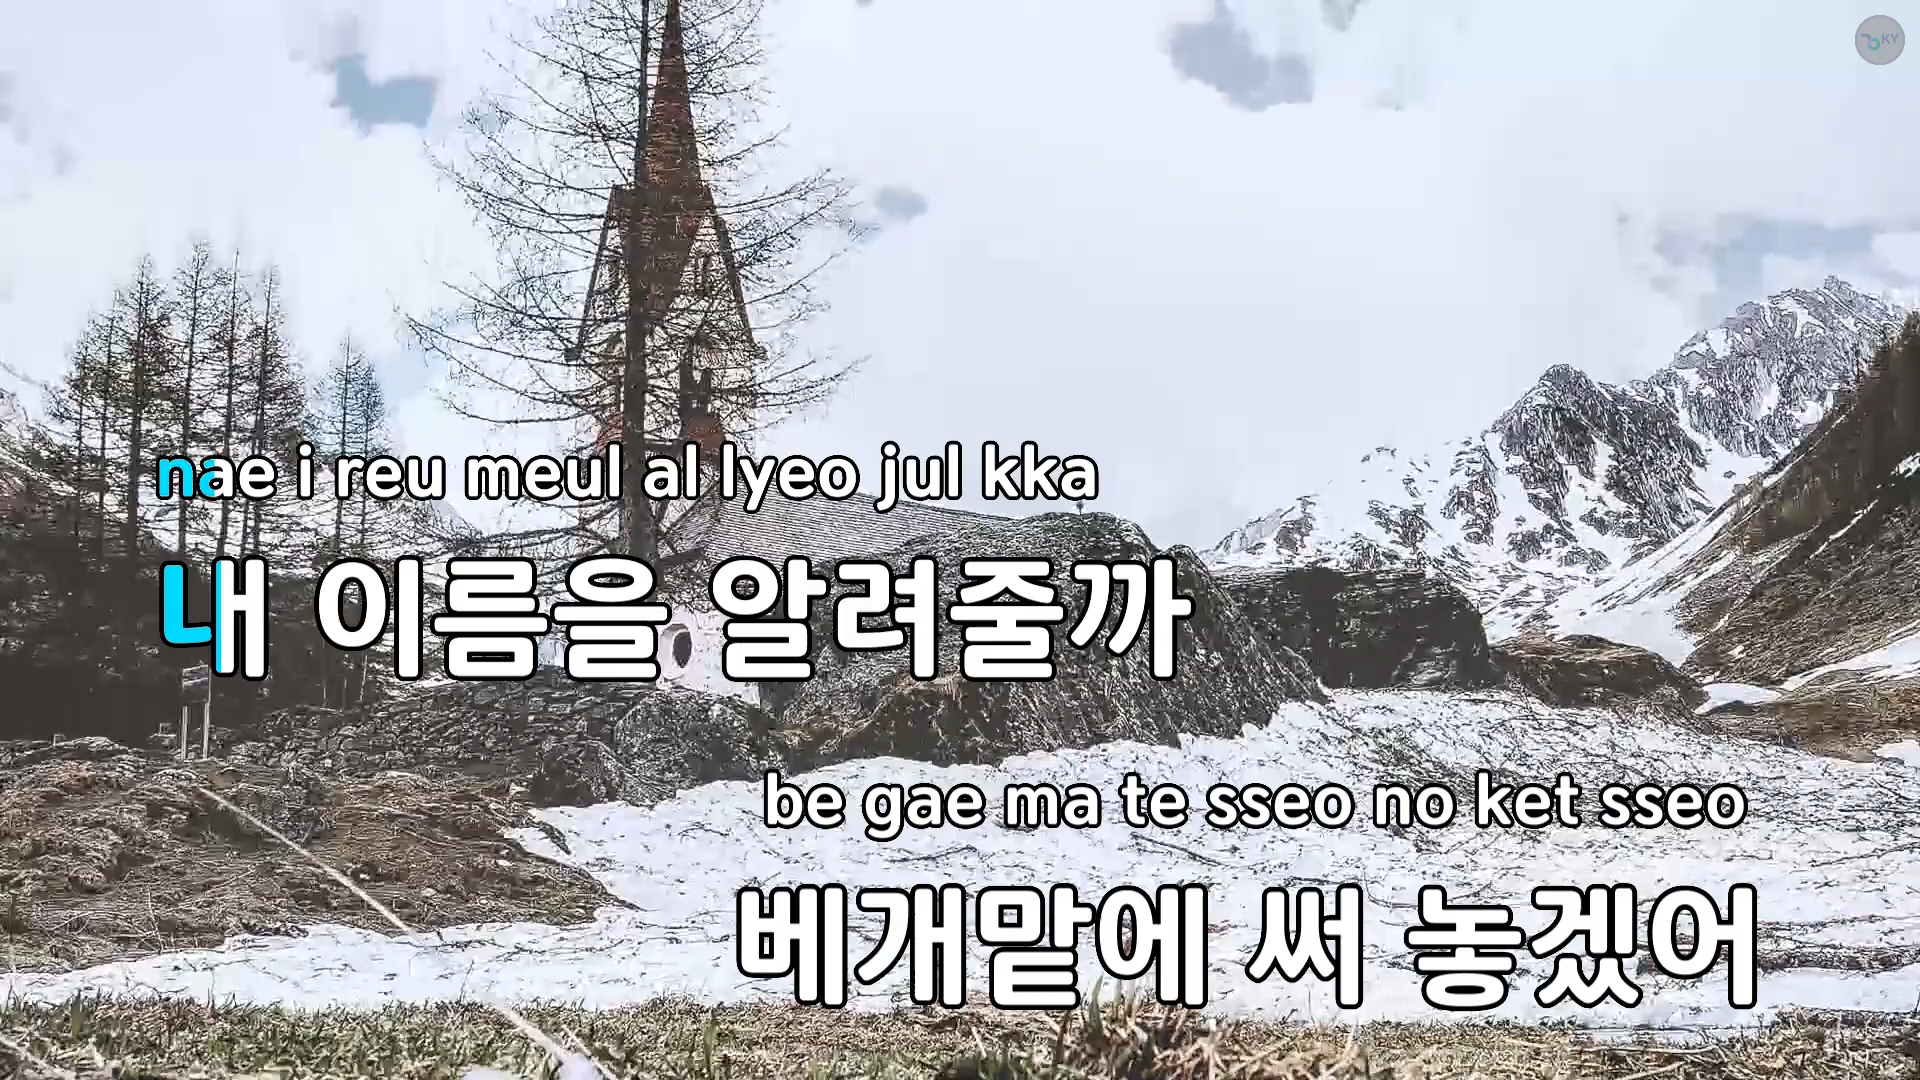 KY
nae i reu meul al lyeo jul kka
내 이름을 알려줄까
be gae ma te sseo no ket sseo
베개맡에 써 놓겠어